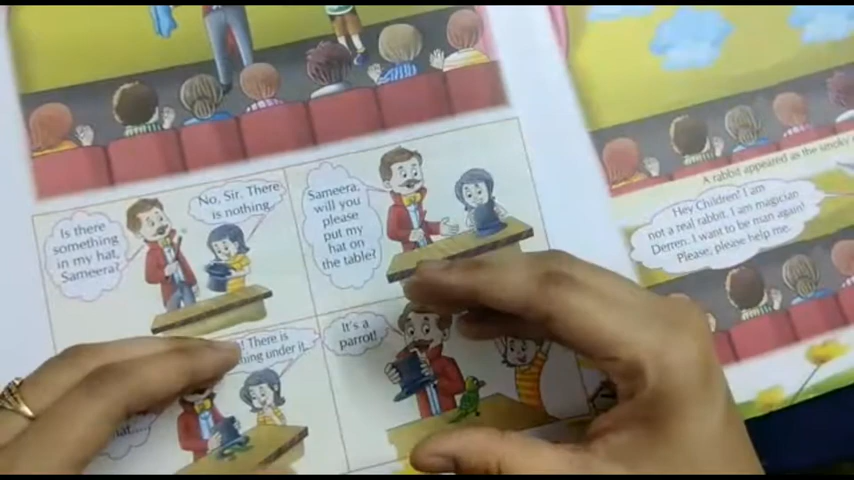 Is there
something
in my hat,
Sameera?
No, Sir. There
is nothing.
Sameera,
will you
please
put my
hat on
the table?
! There is
hing under it.
It's a
parrot!
A rabbit appeared as the smoky
Hey Children! I am
not a real rabbit. I am magician
Derren. I want to be man again!
Please, please help me.